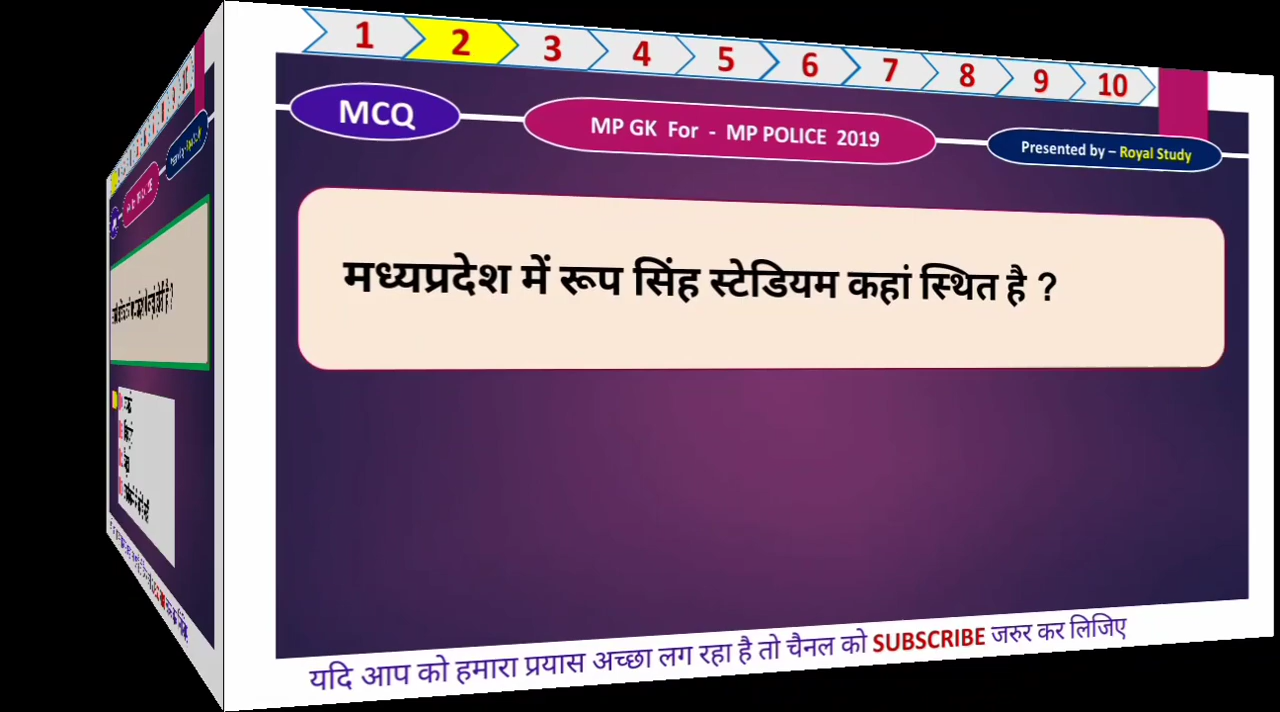 1 2 3 4 5 6 7 8 9 10
MCQ
MP GK For - MP POLICE 2019
Presented by – Royal Study
मध्यप्रदेश में रूप सिंह स्टेडियम कहां स्थित है ?
यदि आप को हमारा प्रयास अच्छा लग रहा है तो चैनल को SUBSCRIBE जरुर कर लिजिए